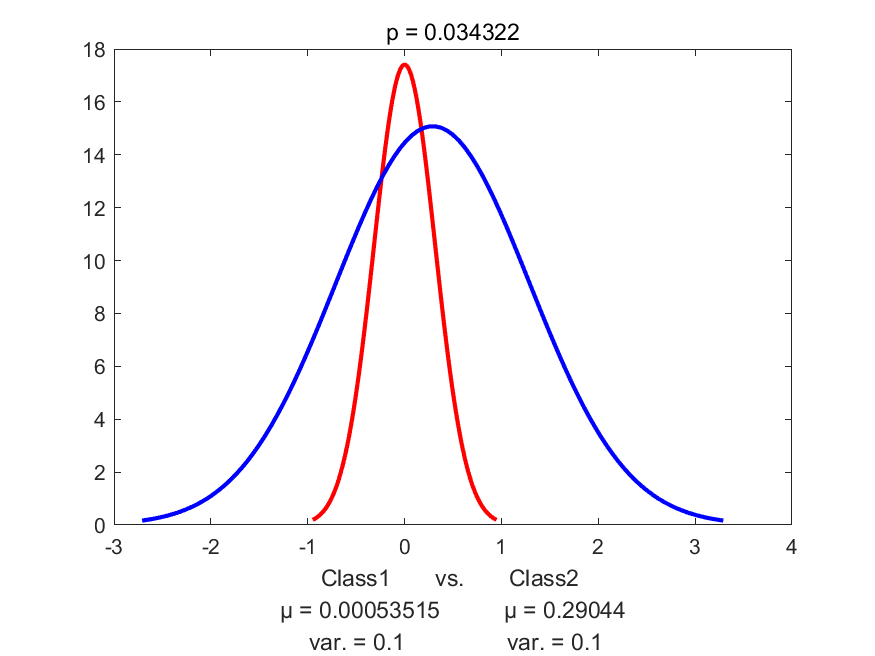 p = 0.034322
18
16
14
12
10
8
6
4
2
0
-3 -2 -1 0 1 2 3 4
Class1 vs. Class2
μ = 0.00053515 μ = 0.29044
var. = 0.1 var. = 0.1